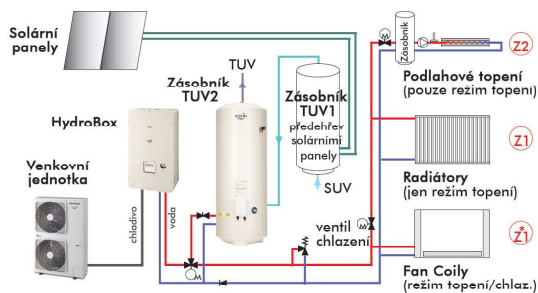 Solární
panely
TUV
Zásobník
TUV2
Zásobník
TUV1
předehřev
solárními
panely
SUV
HydroBox
Venkovní
jednotka
chladivo
voda
M
ventil
chlazení
M
M
Zásobník
Z2
Podlahové topení
(pouze režim topení)
Z1
Radiátory
(jen režim topení)
Z1*
Fan Coily
(režim topení/chlaz.)